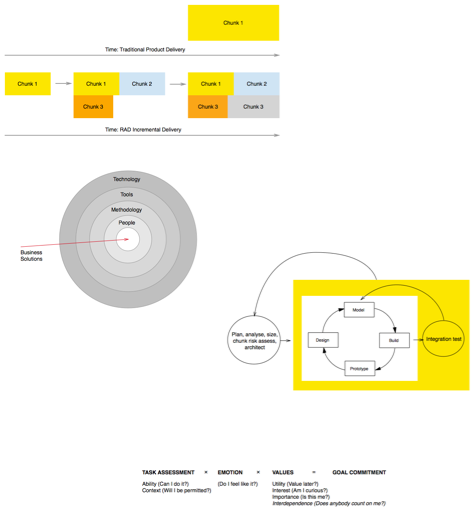 Chunk 1
Time: Traditional Product Delivery
Chunk 1
Chunk 1
Chunk 2
Chunk 3
Chunk 1
Chunk 2
Chunk 3
Chunk 3
Time: RAD Incremental Delivery
Technology
Tools
Methodology
People
Business
Solutions
Plan, analyse, size,
chunk risk assess,
architect
Model
Design
Build
Prototype
Integration test
TASK ASSESSMENT × EMOTION × VALUES = GOAL COMMITMENT
Ability (Can I do it?) (Do I feel like it?) Utility (Value later?)
Context (Will I be permitted?) Interest (Am I curious?)
Importance (Is this me?)
Interdependence (Does anybody count on me?)